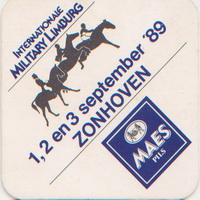 INTERNATIONALE
MILITARY LIMBURG
1, 2 en 3 september '89
ZONHOVEN
MAES
PILS